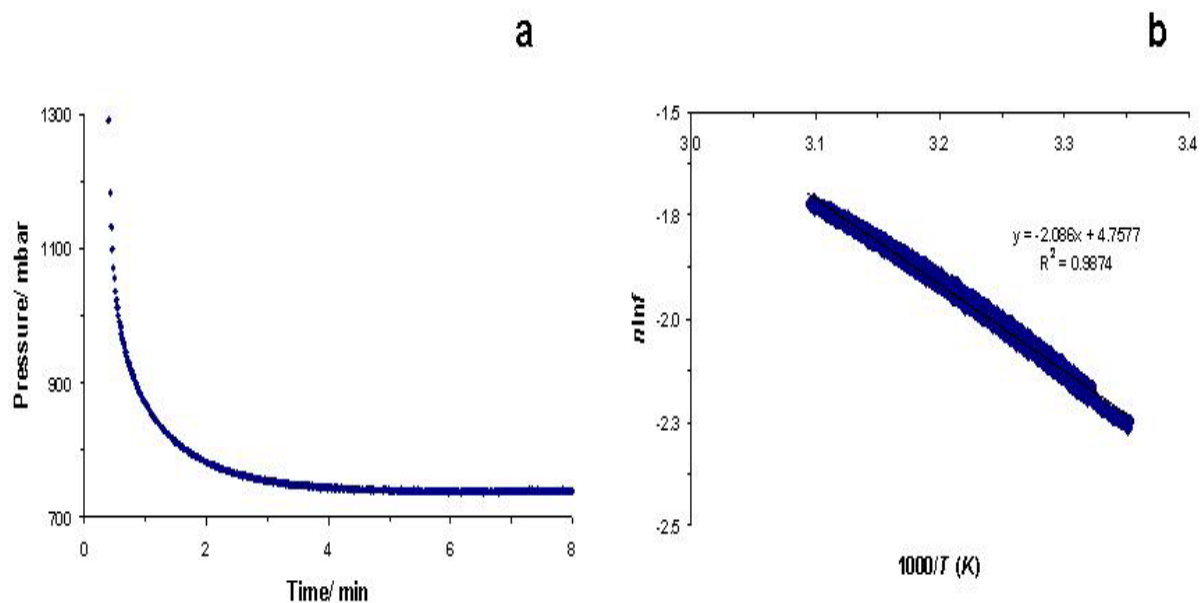 a
1300
1100
900
700
0
2
4
6
8
Pressure/ mbar
Time/ min
b
-1.5
3.0
3.1
3.2
3.3
3.4
-1.8
-2.0
-2.3
-2.5
y = -2.086x + 4.7577
R² = 0.9874
nlnf
1000/T (K)